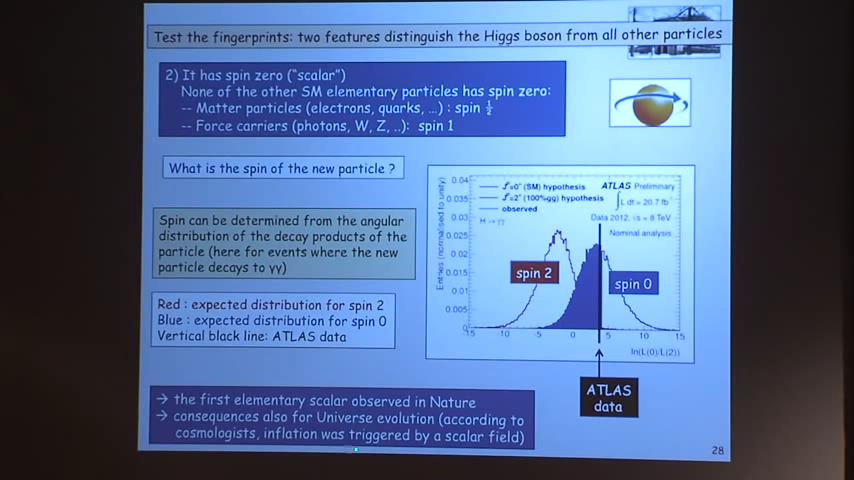 Test the fingerprints: two features distinguish the Higgs boson from all other particles
2) It has spin zero ("scalar")
None of the other SM elementary particles has spin zero:
-- Matter particles (electrons, quarks, …) : spin ½
-- Force carriers (photons, W, Z, ..): spin 1
What is the spin of the new particle ?
Spin can be determined from the angular
distribution of the decay products of the
particle (here for events where the new
particle decays to γγ)
Red : expected distribution for spin 2
Blue : expected distribution for spin 0
Vertical black line: ATLAS data
Entries (normalised to unity)
0.04
0.035
0.03
0.025
0.02
0.015
0.01
0.005
0
(SM) hypothesis
(100%gg) hypothesis
observed
H → γγ
ATLAS Preliminary
∫L dt = 20.7 fb
Data 2012, √s = 8 TeV
Nominal analysis
spin 2
spin 0
15 -10 -5 0 5 10 15
ln(L(0)/L(2))
ATLAS
data
→ the first elementary scalar observed in Nature
→ consequences also for Universe evolution (according to
cosmologists, inflation was triggered by a scalar field)
28